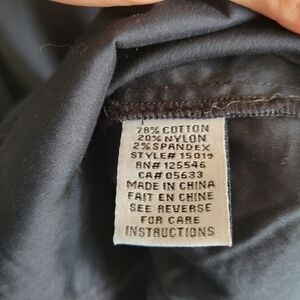 78% COTTON
20% NYLON
2% SPANDEX
STYLE# 15019
RN# 125546
CA# 05633
MADE IN CHINA
FAIT EN CHINE
SEE REVERSE
FOR CARE
INSTRUCTIONS